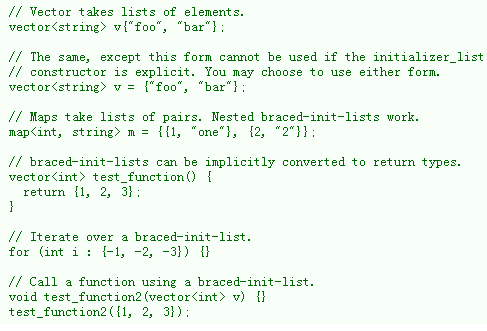 // Vector takes lists of elements.
vector<string> v{"foo", "bar"};
// The same, except this form cannot be used if the initializer_list
// constructor is explicit. You may choose to use either form.
vector<string> v = {"foo", "bar"};
// Maps take lists of pairs. Nested braced-init-lists work.
map<int, string> m = {{1, "one"}, {2, "2"}};
// braced-init-lists can be implicitly converted to return types.
vector<int> test_function() {
  return {1, 2, 3};
}
// Iterate over a braced-init-list.
for (int i : {-1, -2, -3}) {}
// Call a function using a braced-init-list.
void test_function2(vector<int> v) {}
test_function2({1, 2, 3});